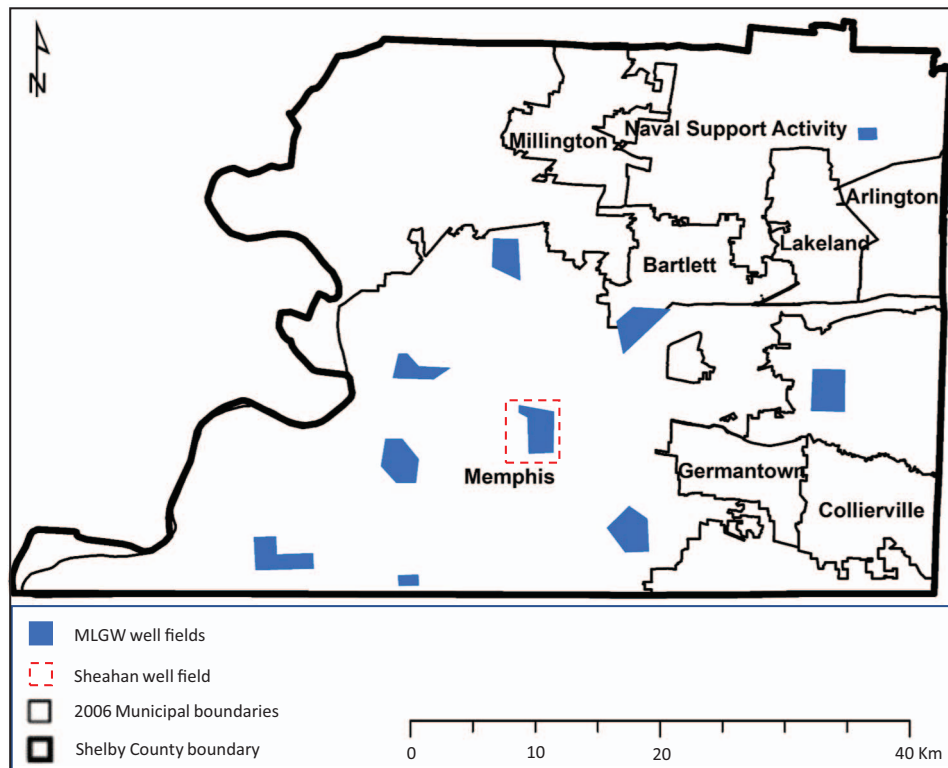 N
Millington
Naval Support Activity
Arlington
Lakeland
Bartlett
Memphis
Germantown
Collierville
MLGW well fields
Sheahan well field
2006 Municipal boundaries
Shelby County boundary
0 10 20 40 Km